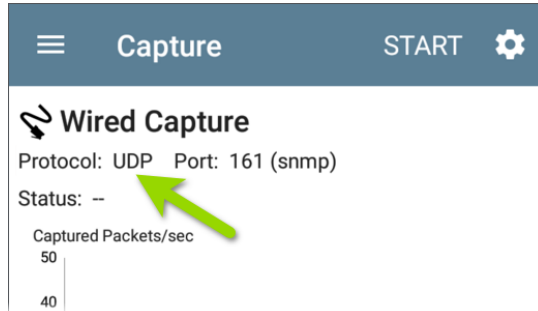 Capture START
Wired Capture
Protocol: UDP Port: 161 (snmp)
Status: --
Captured Packets/sec
50
40